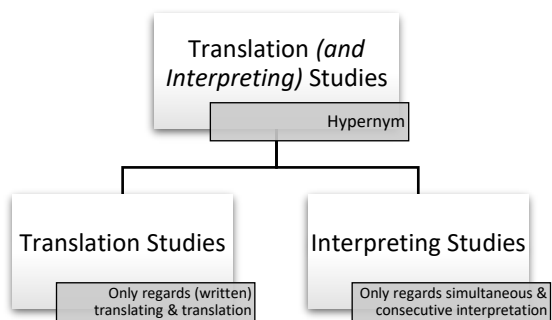 Translation (and
Interpreting) Studies
Hypernym
Translation Studies
Only regards (written)
translating & translation
Interpreting Studies
Only regards simultaneous &
consecutive interpretation